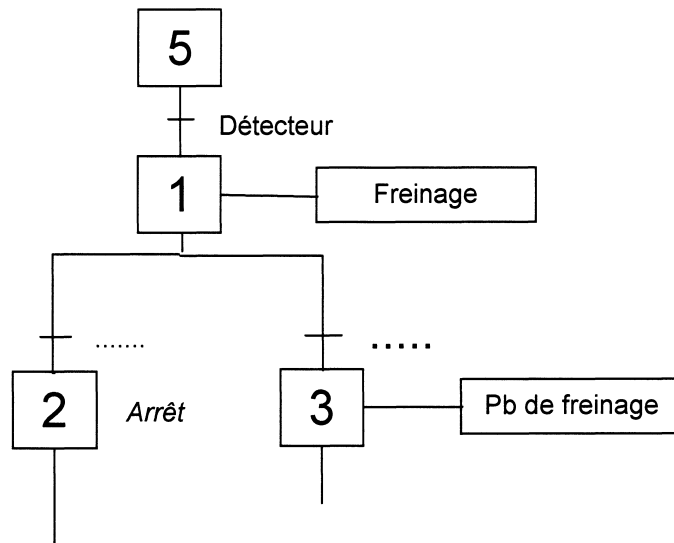 5
Détecteur
1
Freinage
.......
.....
2
Arrêt
3
Pb de freinage